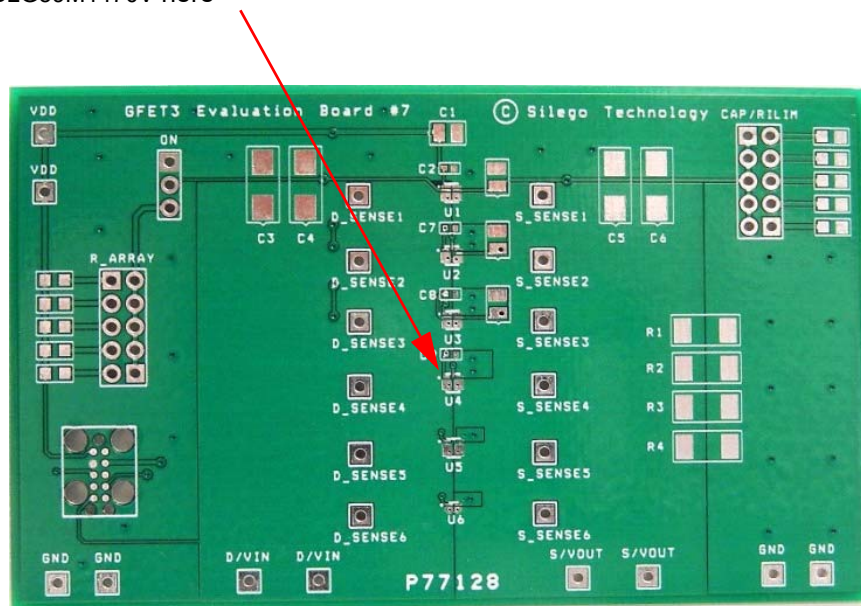 VDD GFET3 Evaluation Board #7 C1 © Silego Technology CAP/RILIM
ON
VDD
C2
D_SENSE1 U1 S_SENSE1
C3 C4 C7 C5 C6
R_ARRAY
D_SENSE2 U2 S_SENSE2
C8
R1
D_SENSE3 U3 S_SENSE3
R2
D_SENSE4 U4 S_SENSE4
R3
R4
D_SENSE5 U5 S_SENSE5
U6
D_SENSE6 S_SENSE6
GND GND D/VIN D/VIN S/VOUT S/VOUT GND GND
P77128